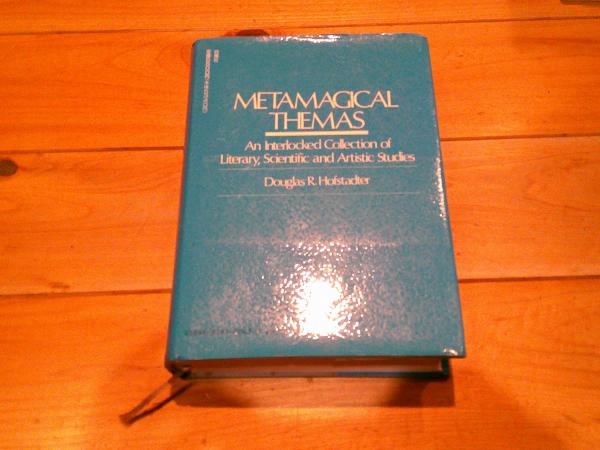 METAMAGICAL
THEMAS
An Interlocked Collection of
Literary, Scientific and Artistic Studies
Douglas R. Hofstadter